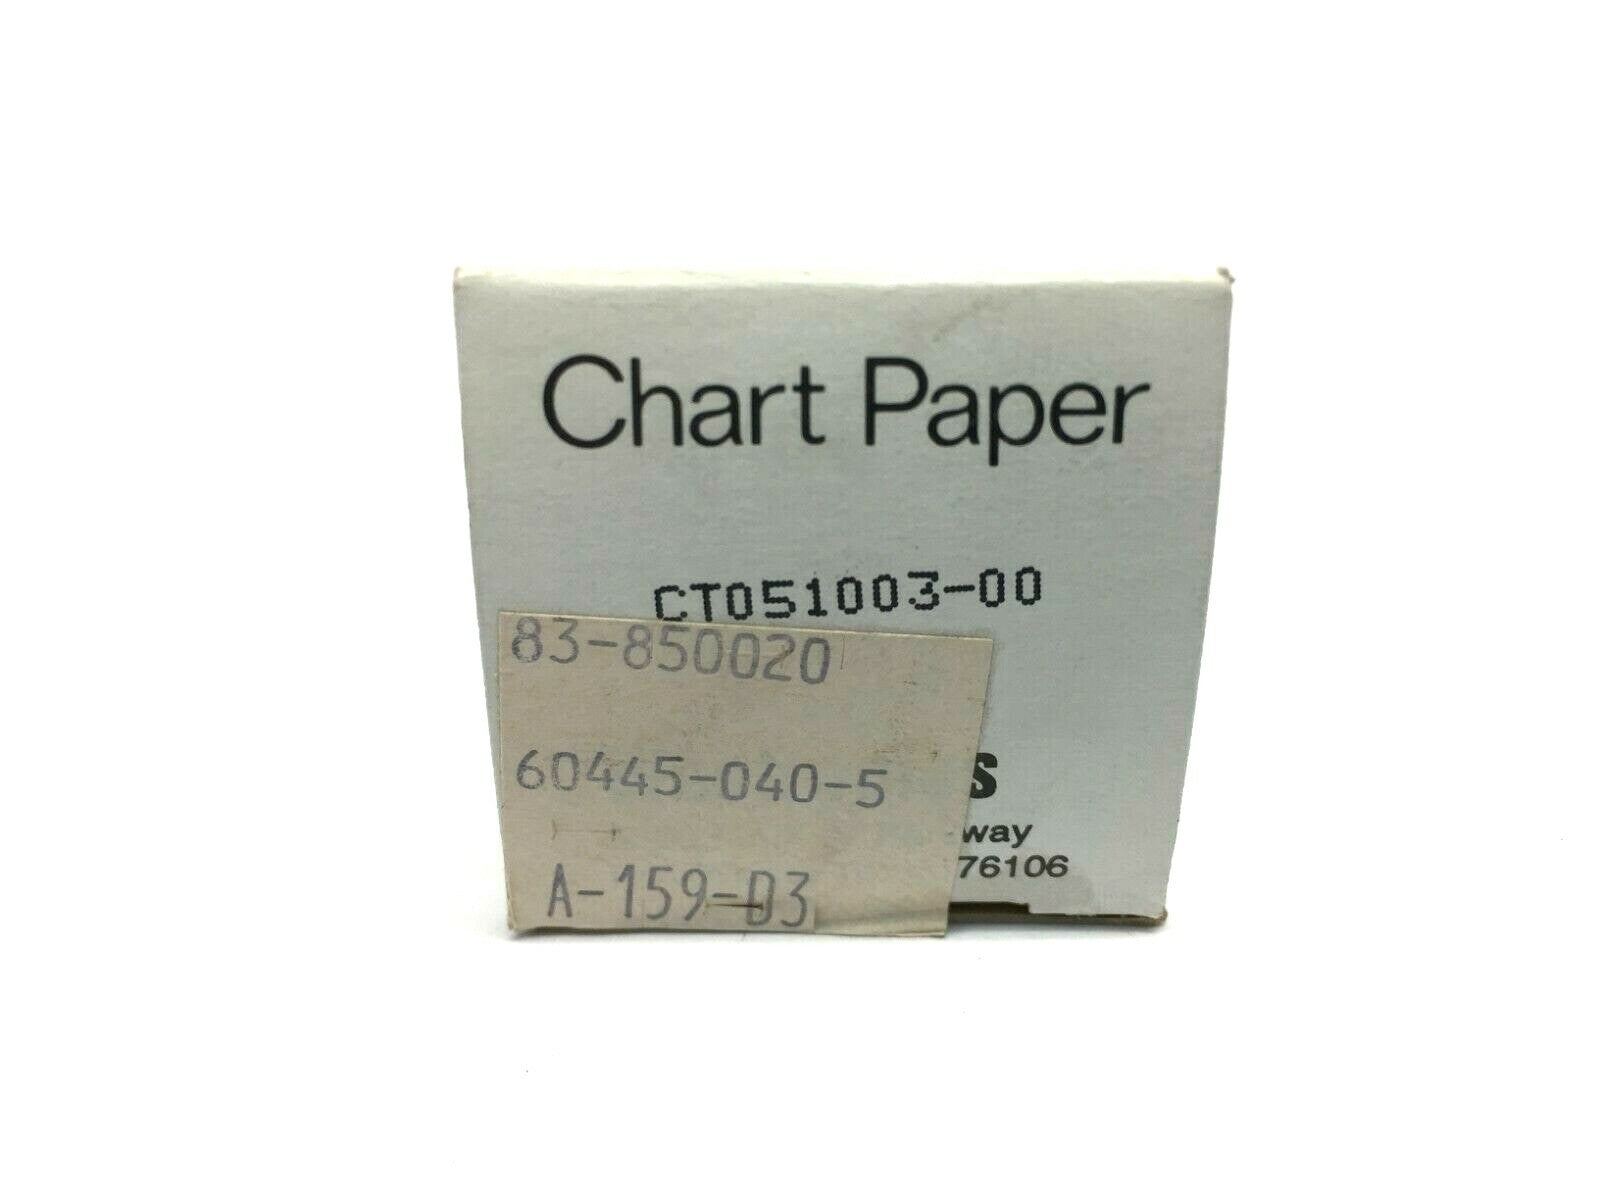 Chart Paper
CT051003-00
83-850020
60445-040-5
S
way
A-159-D3
76106